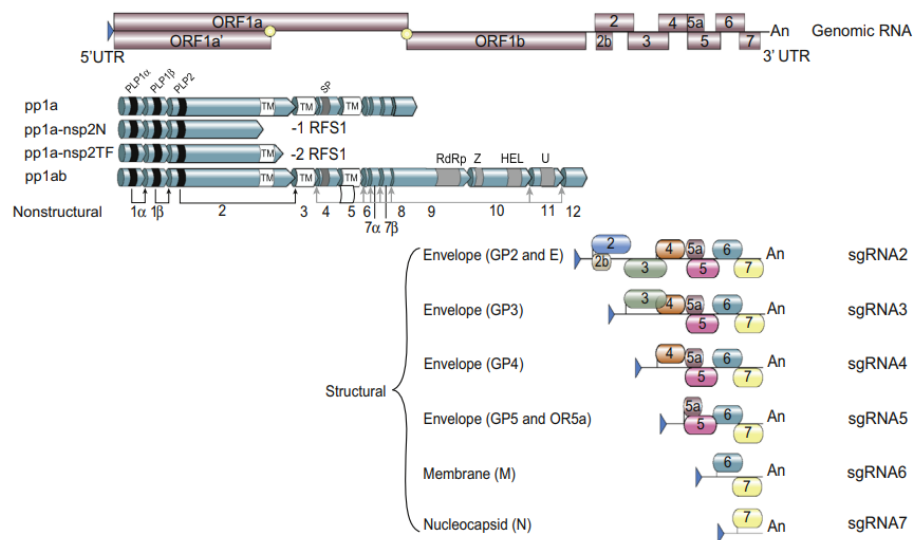 ORF1a 2 4 5a 6 An Genomic RNA
ORF1a' ORF1b 2b 3 5 7
5'UTR 3' UTR
PLP1α PLP1β PLP2 SP
pp1a TM TM TM
pp1a-nsp2N -1 RFS1
pp1a-nsp2TF TM -2 RFS1
RdRp Z HEL U
pp1ab TM TM TM
Nonstructural 1α 1β 2 3 4 5 6 7α 7β 8 9 10 11 12
Structural
Envelope (GP2 and E) 2 2b 3 4 5a 5 6 7 An sgRNA2
Envelope (GP3) 3 4 5a 5 6 7 An sgRNA3
Envelope (GP4) 4 5a 5 6 7 An sgRNA4
Envelope (GP5 and OR5a) 5a 5 6 7 An sgRNA5
Membrane (M) 6 7 An sgRNA6
Nucleocapsid (N) 7 An sgRNA7